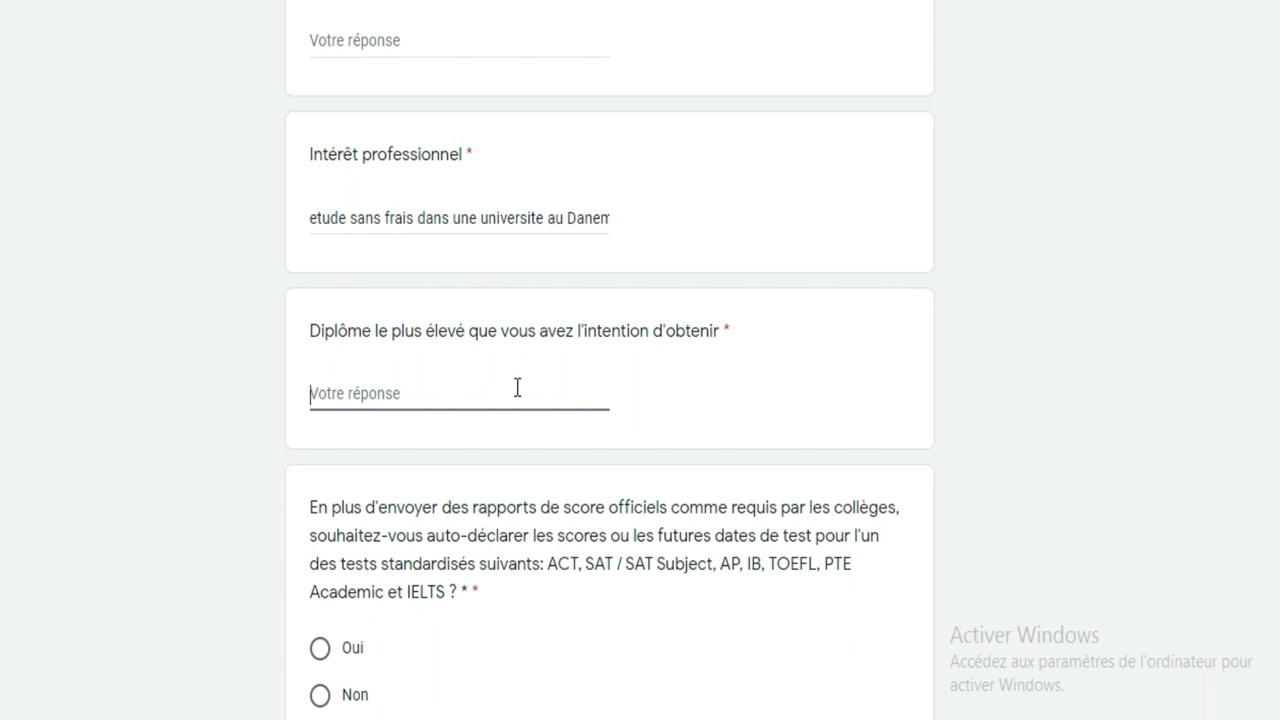 Votre réponse
Intérêt professionnel *
etude sans frais dans une universite au Danem
Diplôme le plus élevé que vous avez l'intention d'obtenir *
Votre réponse
En plus d'envoyer des rapports de score officiels comme requis par les collèges,
souhaitez-vous auto-déclarer les scores ou les futures dates de test pour l'un
des tests standardisés suivants: ACT, SAT / SAT Subject, AP, IB, TOEFL, PTE
Academic et IELTS ? * *
Oui
Non
Activer Windows
Accédez aux paramètres de l'ordinateur pour
activer Windows.